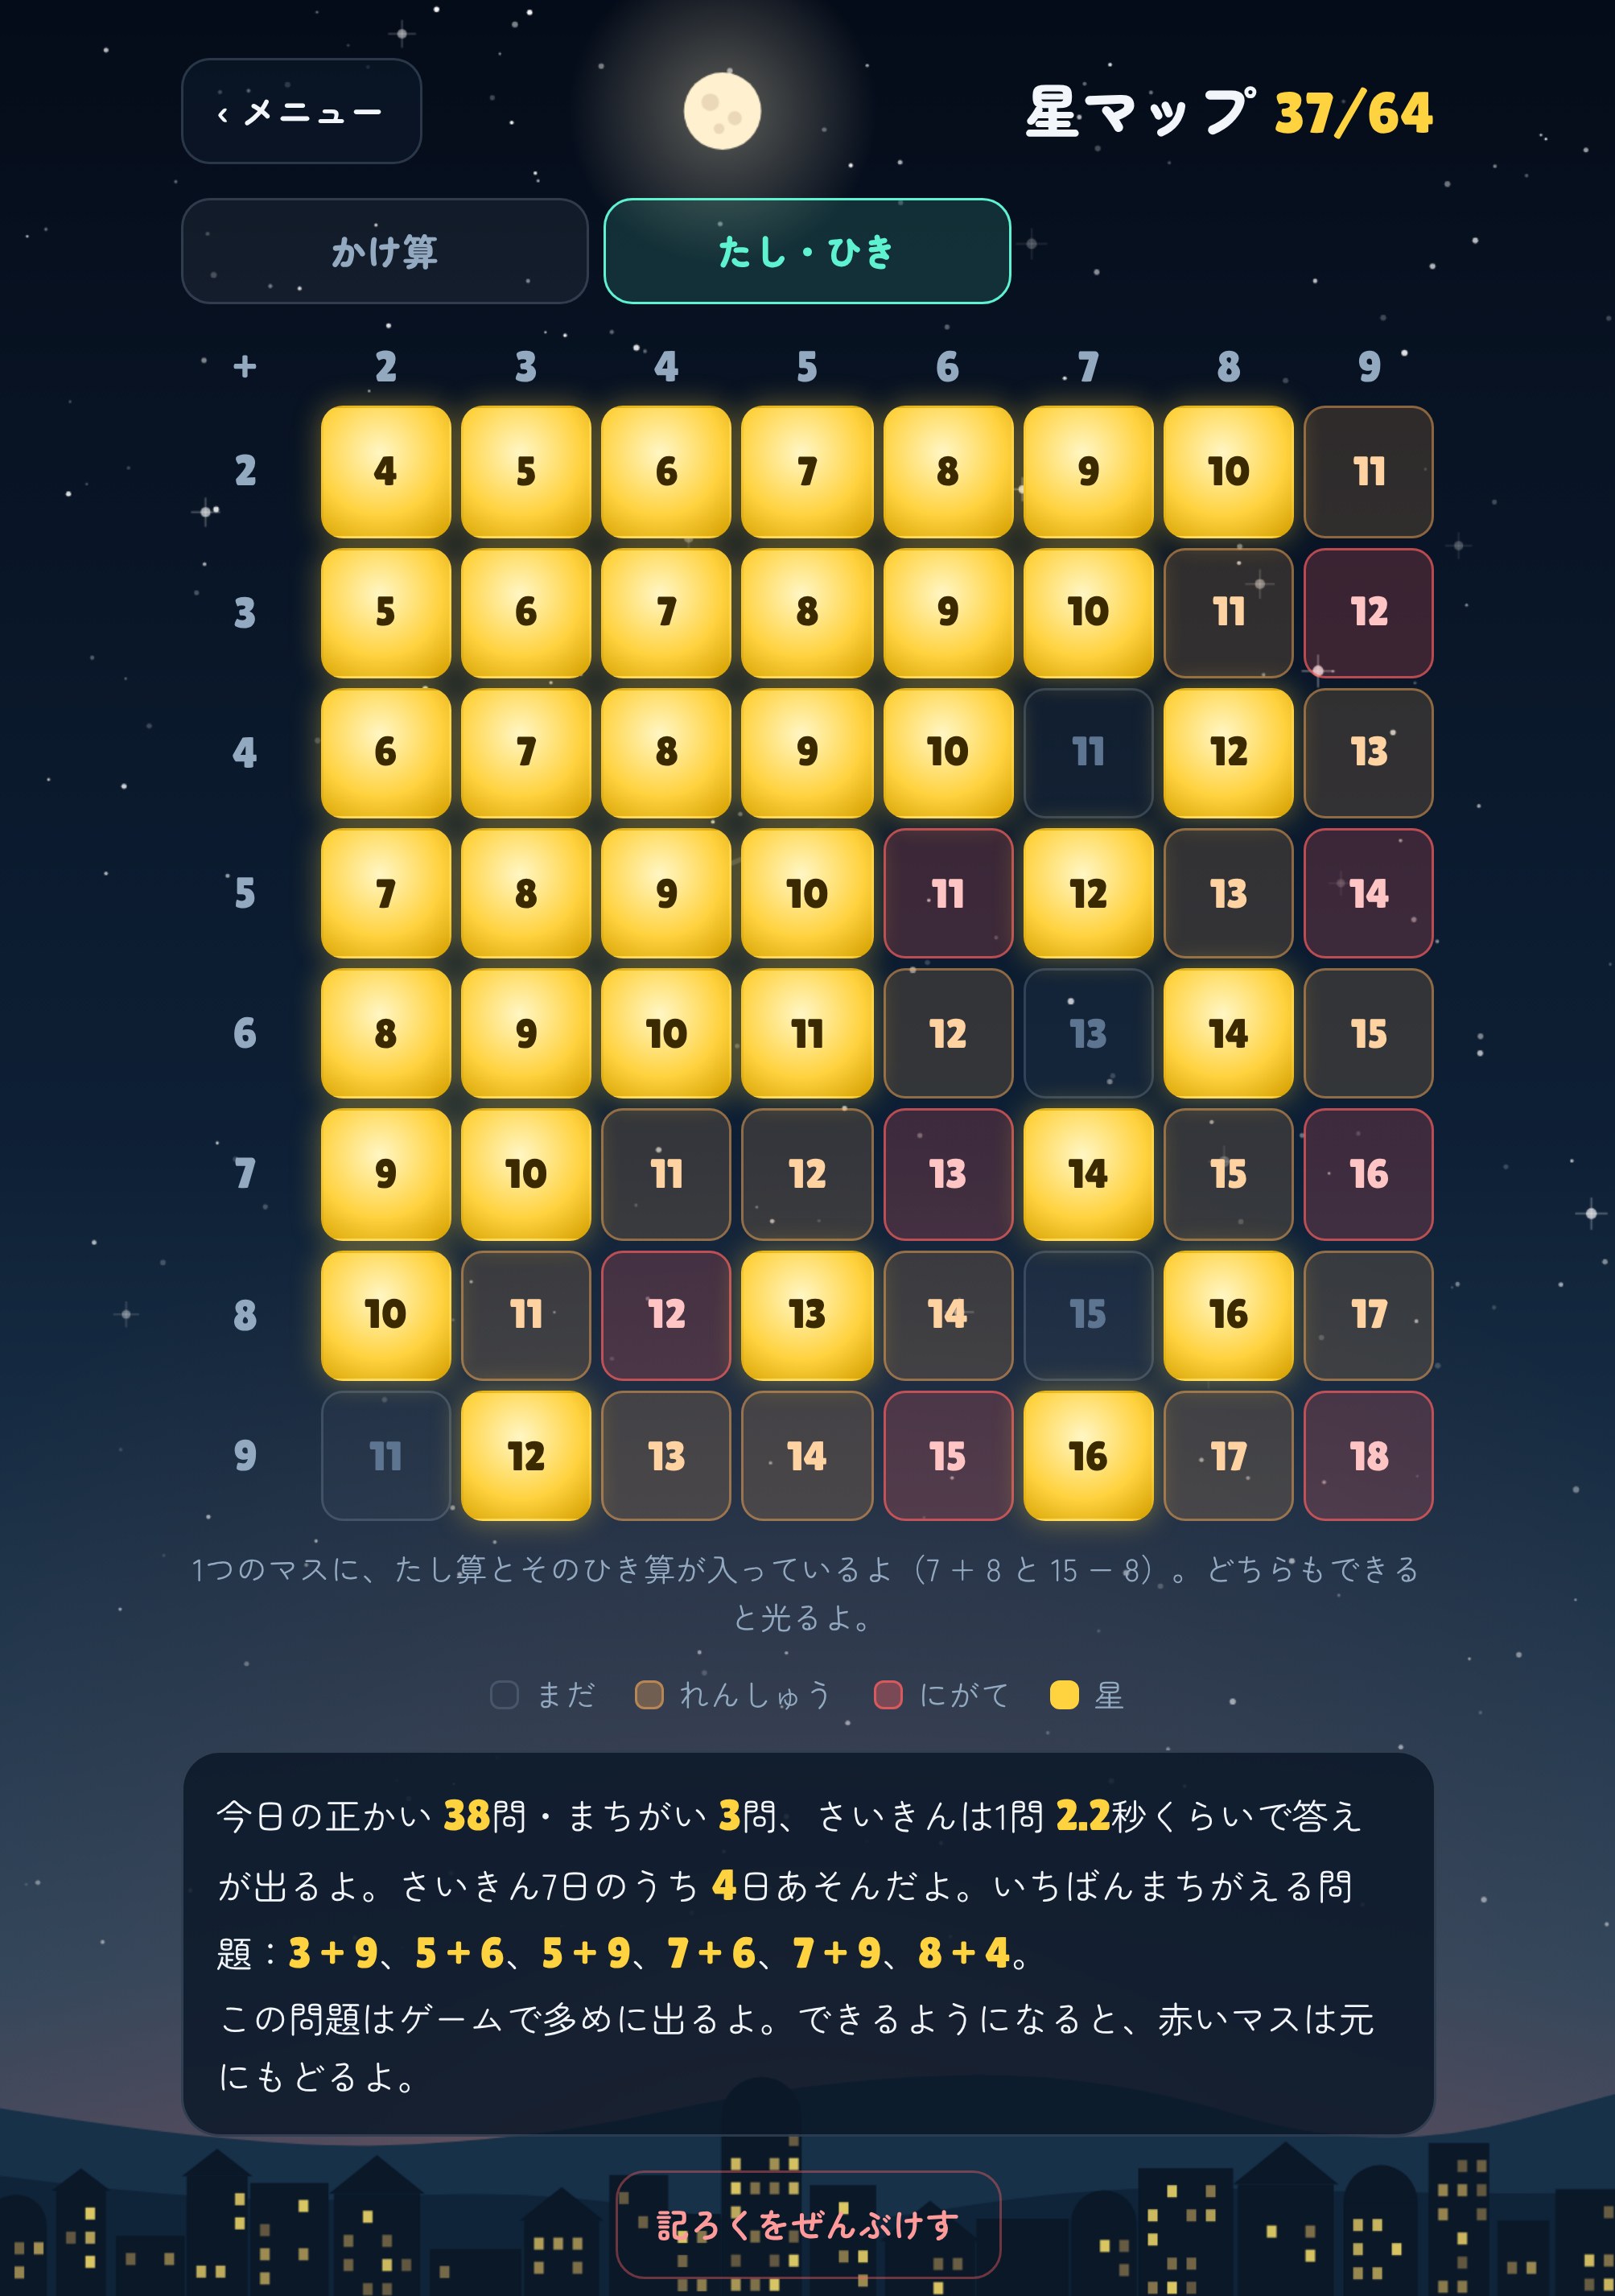 ‹ メニュー
星マップ 37/64
かけ算
たし・ひき
+ 2 3 4 5 6 7 8 9
2 4 5 6 7 8 9 10 11
3 5 6 7 8 9 10 11 12
4 6 7 8 9 10 11 12 13
5 7 8 9 10 11 12 13 14
6 8 9 10 11 12 13 14 15
7 9 10 11 12 13 14 15 16
8 10 11 12 13 14 15 16 17
9 11 12 13 14 15 16 17 18
1つのマスに、たし算とそのひき算が入っているよ（7 + 8 と 15 − 8）。どちらもできる
と光るよ。
まだ れんしゅう にがて 星
今日の正かい 38問・まちがい 3問、さいきんは1問 2.2秒くらいで答え
が出るよ。さいきん7日のうち 4日あそんだよ。いちばんまちがえる問
題：3 + 9、5 + 6、5 + 9、7 + 6、7 + 9、8 + 4。
この問題はゲームで多めに出るよ。できるようになると、赤いマスは元
にもどるよ。
記ろくをぜんぶけす